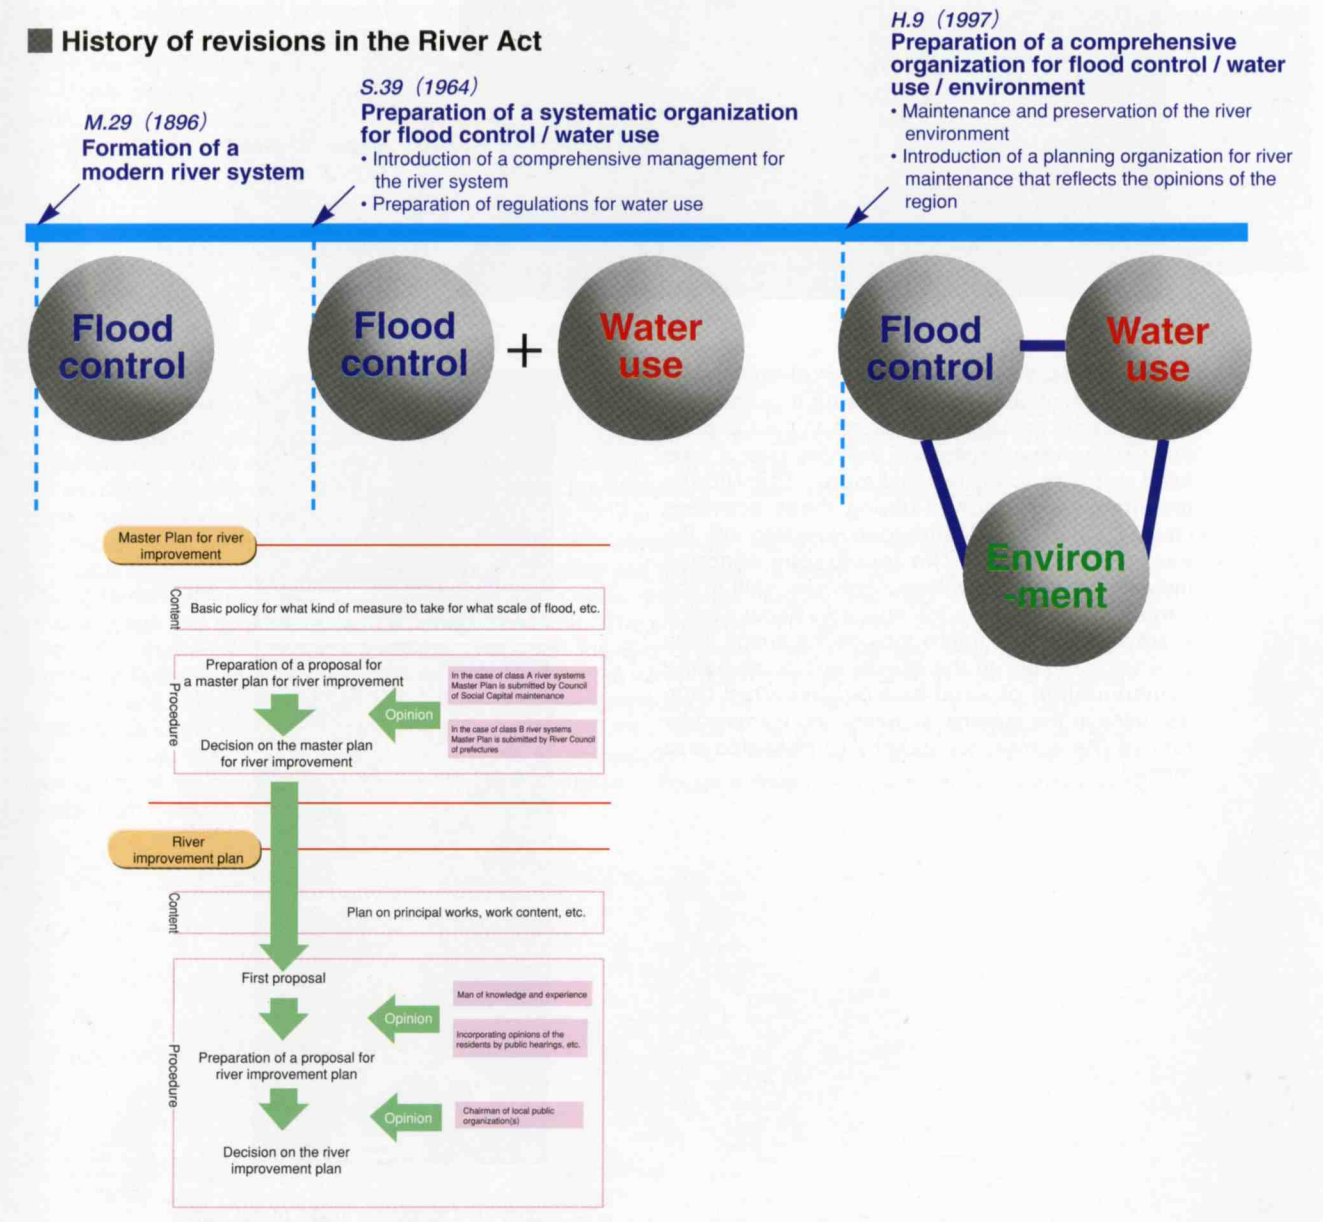 History of revisions in the River Act
M.29 (1896)
Formation of a
modern river system
S.39 (1964)
Preparation of a systematic organization
for flood control / water use
• Introduction of a comprehensive management for
the river system
• Preparation of regulations for water use
H.9 (1997)
Preparation of a comprehensive
organization for flood control / water
use / environment
• Maintenance and preservation of the river
environment
• Introduction of a planning organization for river
maintenance that reflects the opinions of the
region
Flood
control
Flood
control
+
Water
use
Flood
control
Water
use
Environ
-ment
Master Plan for river
improvement
Content
Basic policy for what kind of measure to take for what scale of flood, etc.
Procedure
Preparation of a proposal for
a master plan for river improvement
Opinion
In the case of class A river systems
Master Plan is submitted by Council
of Social Capital maintenance
In the case of class B river systems
Master Plan is submitted by River Council
of prefectures
Decision on the master plan
for river improvement
River
improvement plan
Content
Plan on principal works, work content, etc.
Procedure
First proposal
Opinion
Man of knowledge and experience
Incorporating opinions of the
residents by public hearings, etc.
Preparation of a proposal for
river improvement plan
Opinion
Chairman of local public
organization(s)
Decision on the river
improvement plan